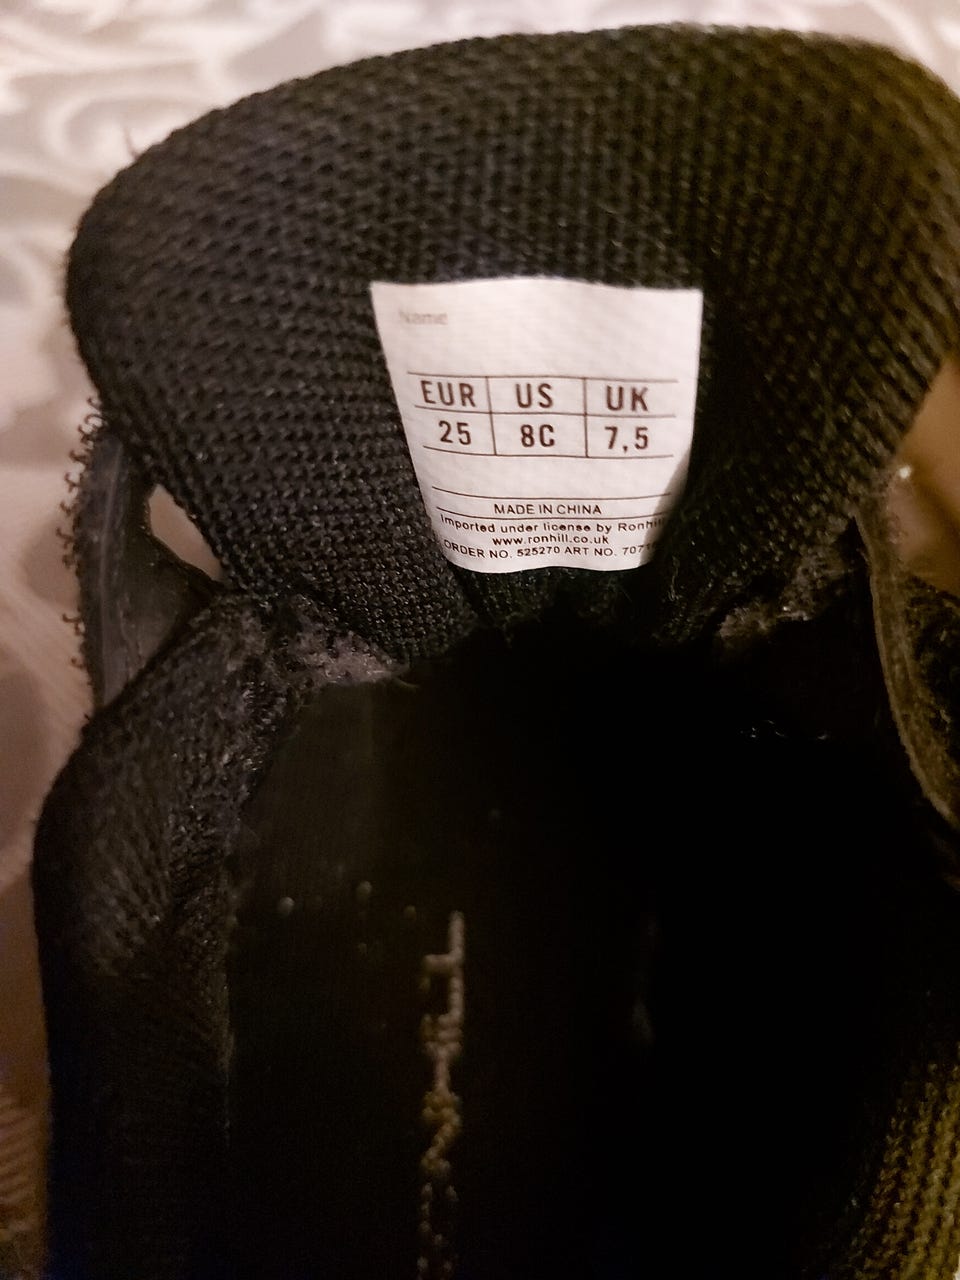 Name
EUR US UK
25 8C 7,5
MADE IN CHINA
Imported under license by
www.ronhill.co.uk
ORDER NO. 525270 ART NO.